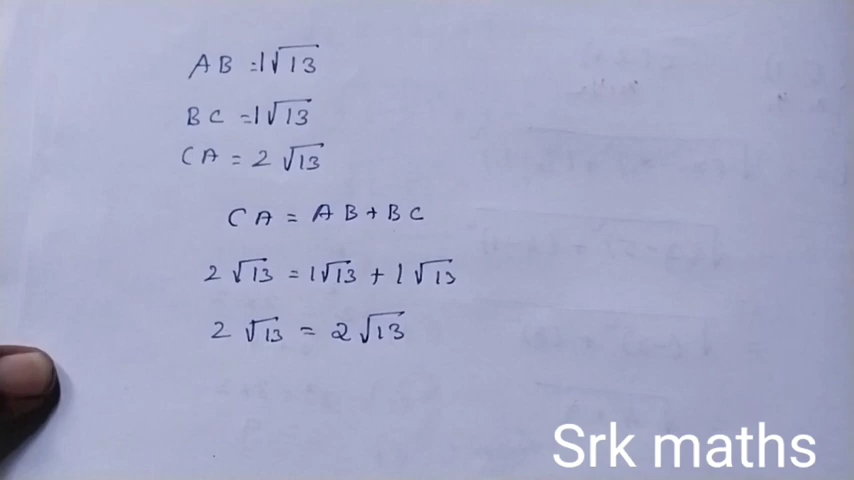 AB = 1√13
BC = 1√13
CA = 2 √13
CA = AB + BC
2 √13 = 1√13 + 1√13
2 √13 = 2√13
Srk maths